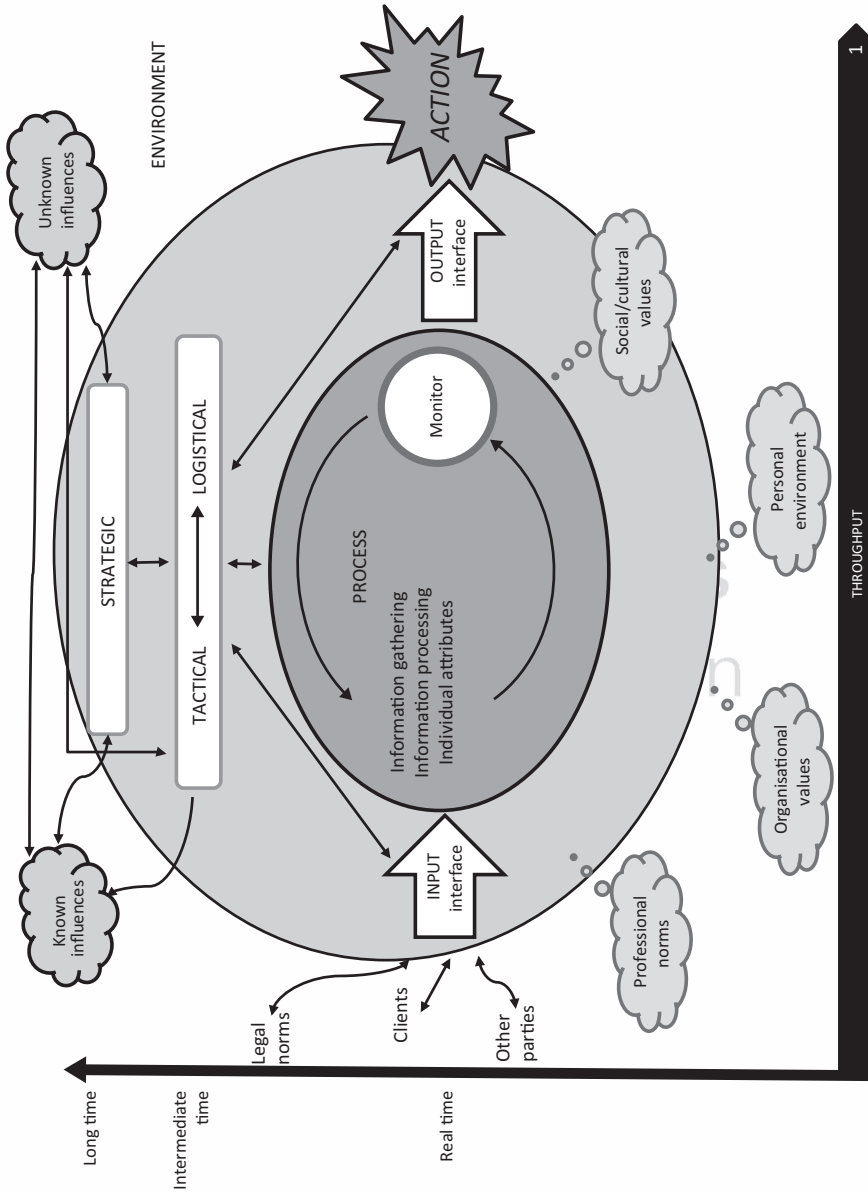 Unknown
influences
ENVIRONMENT
Known
influences
Long time
STRATEGIC
Intermediate
time
TACTICAL
LOGISTICAL
ACTION
Legal
norms
Clients
Other
parties
Real time
INPUT
interface
PROCESS
Information gathering
Information processing
Individual attributes
Monitor
OUTPUT
interface
Professional
norms
Organisational
values
Personal
environment
Social/cultural
values
THROUGHPUT
1